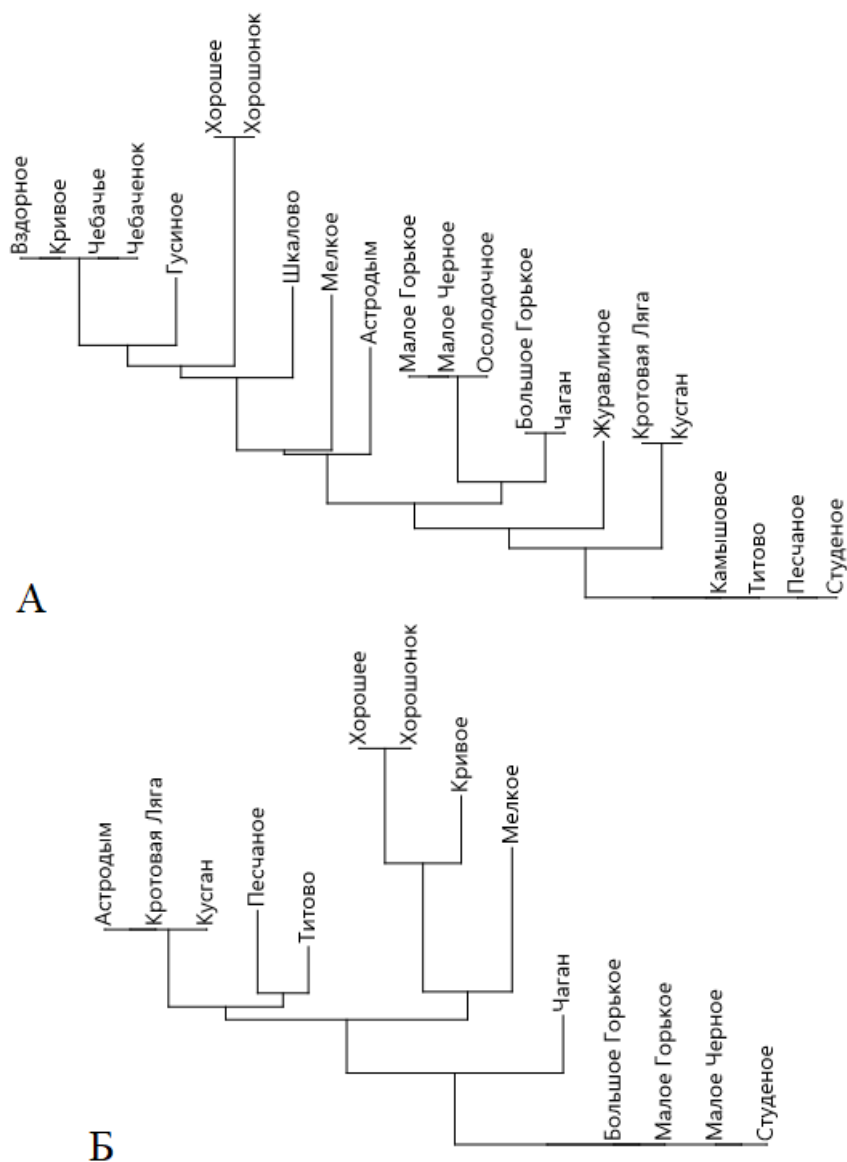 Вздорное
Кривое
Чебачье
Чебаченок
Гусиное
Хорошее
Хорошонок
Шкалово
Мелкое
Астродым
Малое Горькое
Малое Черное
Осолодочное
Большое Горькое
Чаган
Журавлиное
Кротовая Ляга
Кусган
Камышовое
Титово
Песчаное
Студеное
А
Астродым
Кротовая Ляга
Кусган
Песчаное
Титово
Хорошее
Хорошонок
Кривое
Мелкое
Чаган
Большое Горькое
Малое Горькое
Малое Черное
Студеное
Б